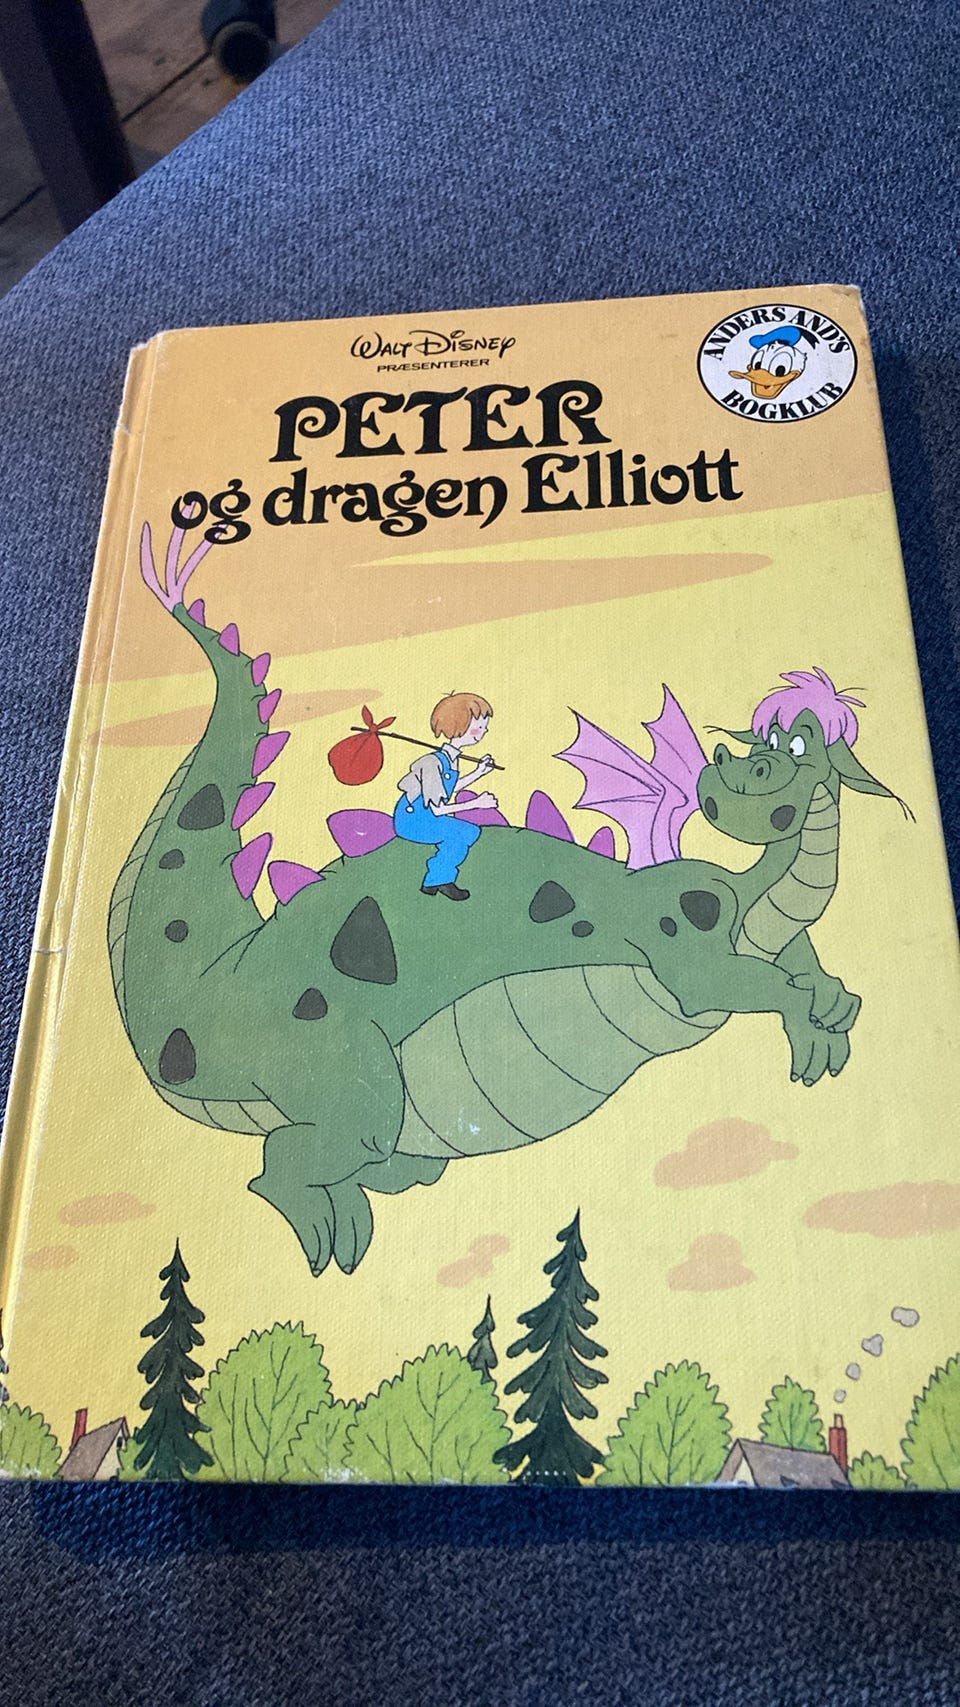 WALT DISNEY
PRÆSENTERER
PETER
og dragen Elliott
ANDERS AND'S
BOGKLUB